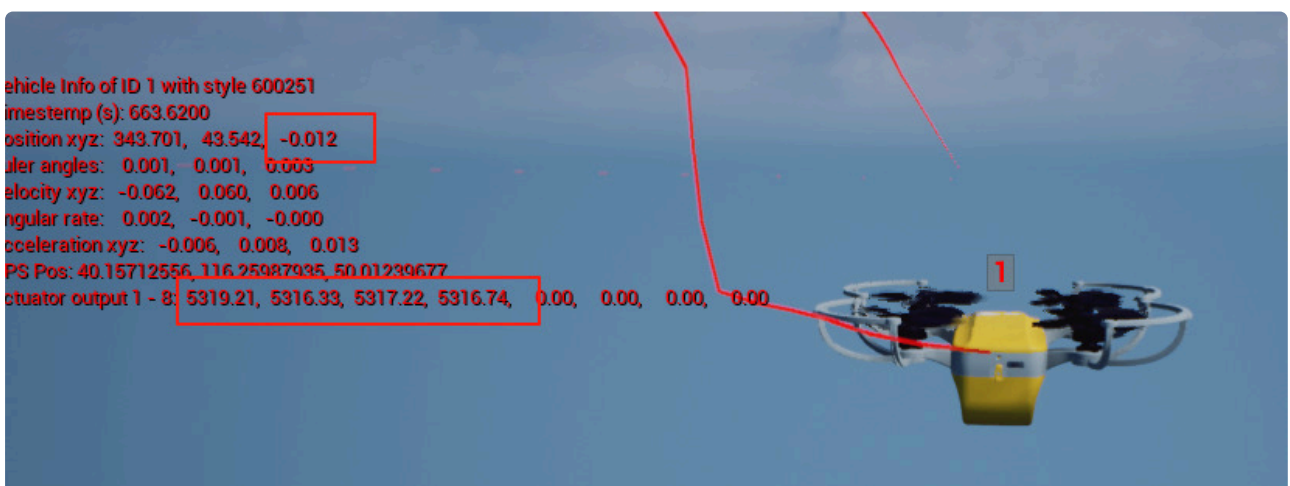 ehicle Info of ID 1 with style 600251
imestemp (s): 663.6200
osition xyz: 343.701, 43.542, -0.012
uler angles: 0.001, 0.001, 0.003
elocity xyz: -0.062, 0.060, 0.006
ngular rate: 0.002, -0.001, -0.000
cceleration xyz: -0.006, 0.008, 0.013
PS Pos: 40.15712556, 116.25987935, 50.01239677
ctuator output 1 - 8: 5319.21, 5316.33, 5317.22, 5316.74, 0.00, 0.00, 0.00, 0.00
1